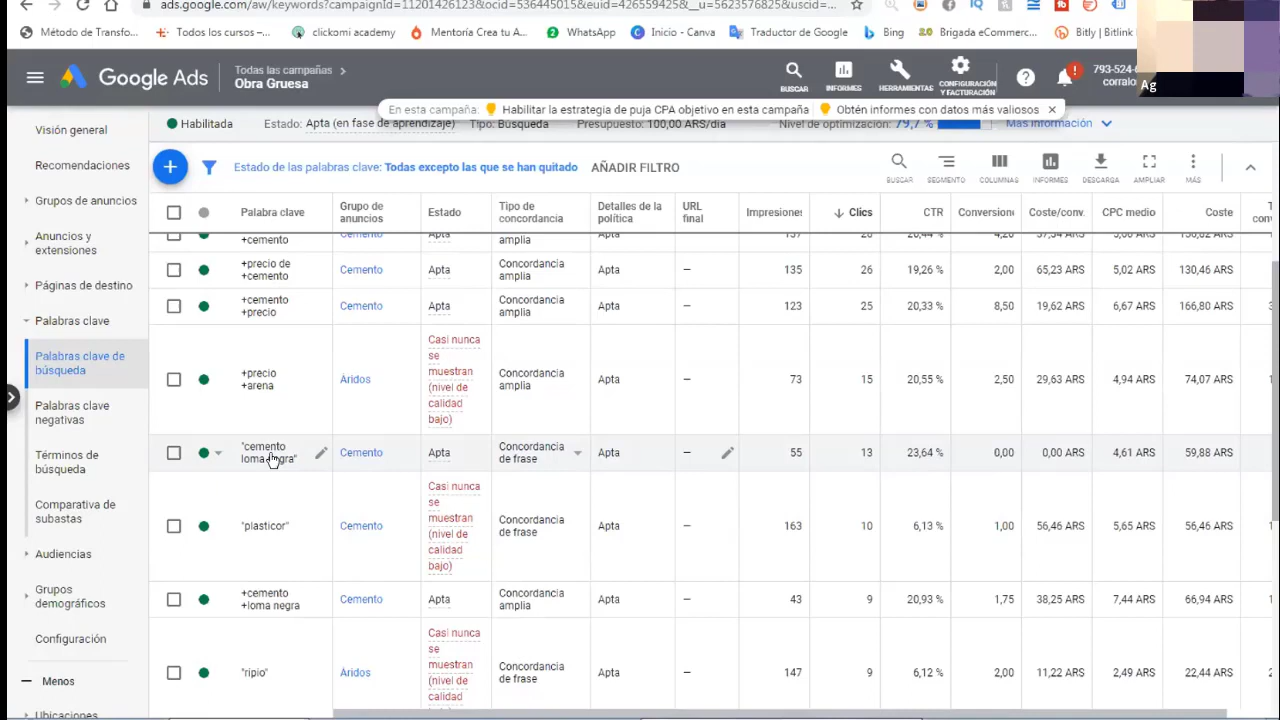 ads.google.com/aw/keywords?campaignId=11201426123&ocid=536445015&euid=426559425&__u=5623576825&uscid=...
Método de Transfo... Todos los cursos –... clickomi academy Mentoría Crea tu A... WhatsApp Inicio - Canva Traductor de Google Bing Brigada eCommerc... Bitly | Bitlink
Google Ads
Todas las campañas
Obra Gruesa
BUSCAR INFORMES HERRAMIENTAS CONFIGURACIÓN Y FACTURACIÓN
793-524-
corralo
Ag
En esta campaña: Habilitar la estrategia de puja CPA objetivo en esta campaña Obtén informes con datos más valiosos
Habilitada Estado: Apta (en fase de aprendizaje) Tipo: Búsqueda Presupuesto: 100,00 ARS/día Nivel de optimización: 79,7 % Más información
Estado de las palabras clave: Todas excepto las que se han quitado AÑADIR FILTRO
BUSCAR SEGMENTO COLUMNAS INFORMES DESCARGA AMPLIAR MÁS
Visión general
Recomendaciones
Grupos de anuncios
Anuncios y
extensiones
Páginas de destino
Palabras clave
Palabras clave de
búsqueda
Palabras clave
negativas
Términos de
búsqueda
Comparativa de
subastas
Audiencias
Grupos
demográficos
Configuración
Menos
Ubicaciones
Palabra clave Grupo de anuncios Estado Tipo de concordancia Detalles de la política URL final Impresiones Clics CTR Conversione Coste/conv. CPC medio Coste
+cemento Cemento Apta amplia
+precio de +cemento Cemento Apta Concordancia amplia Apta – 135 26 19,26 % 2,00 65,23 ARS 5,02 ARS 130,46 ARS
+cemento +precio Cemento Apta Concordancia amplia Apta – 123 25 20,33 % 8,50 19,62 ARS 6,67 ARS 166,80 ARS
+precio +arena Áridos Casi nunca se muestran (nivel de calidad bajo) Concordancia amplia Apta – 73 15 20,55 % 2,50 29,63 ARS 4,94 ARS 74,07 ARS
"cemento loma negra" Cemento Apta Concordancia de frase Apta – 55 13 23,64 % 0,00 0,00 ARS 4,61 ARS 59,88 ARS
"plasticor" Cemento Casi nunca se muestran (nivel de calidad bajo) Concordancia de frase Apta – 163 10 6,13 % 1,00 56,46 ARS 5,65 ARS 56,46 ARS
+cemento +loma negra Cemento Apta Concordancia amplia Apta – 43 9 20,93 % 1,75 38,25 ARS 7,44 ARS 66,94 ARS
"ripio" Áridos Casi nunca se muestran (nivel de calidad bajo) Concordancia de frase Apta – 147 9 6,12 % 2,00 11,22 ARS 2,49 ARS 22,44 ARS